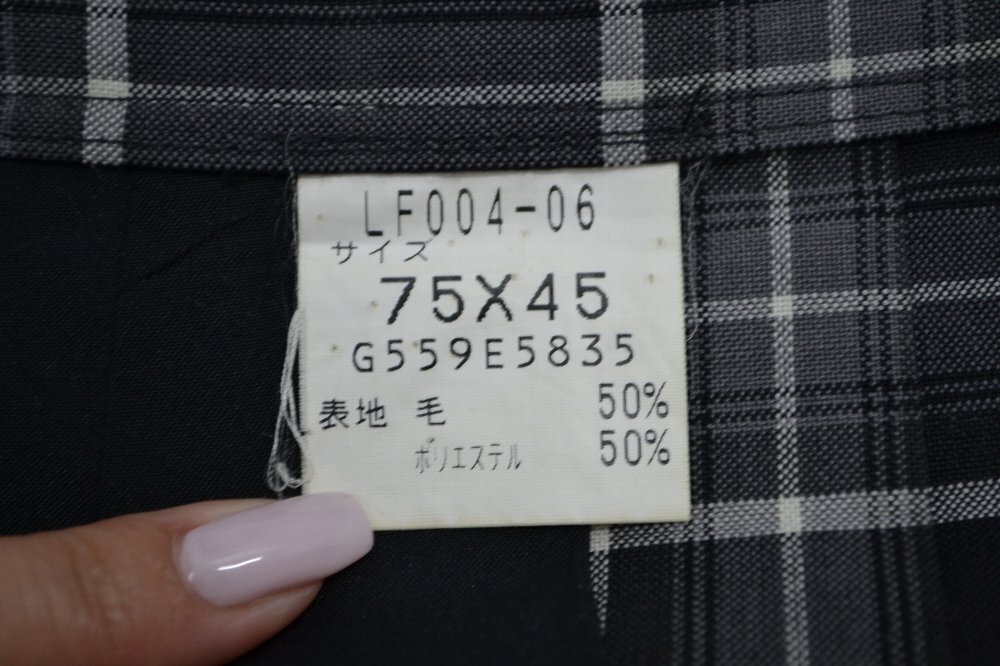 LF004-06
サイズ
75X45
G559E5835
表地 毛 50%
ポリエステル 50%